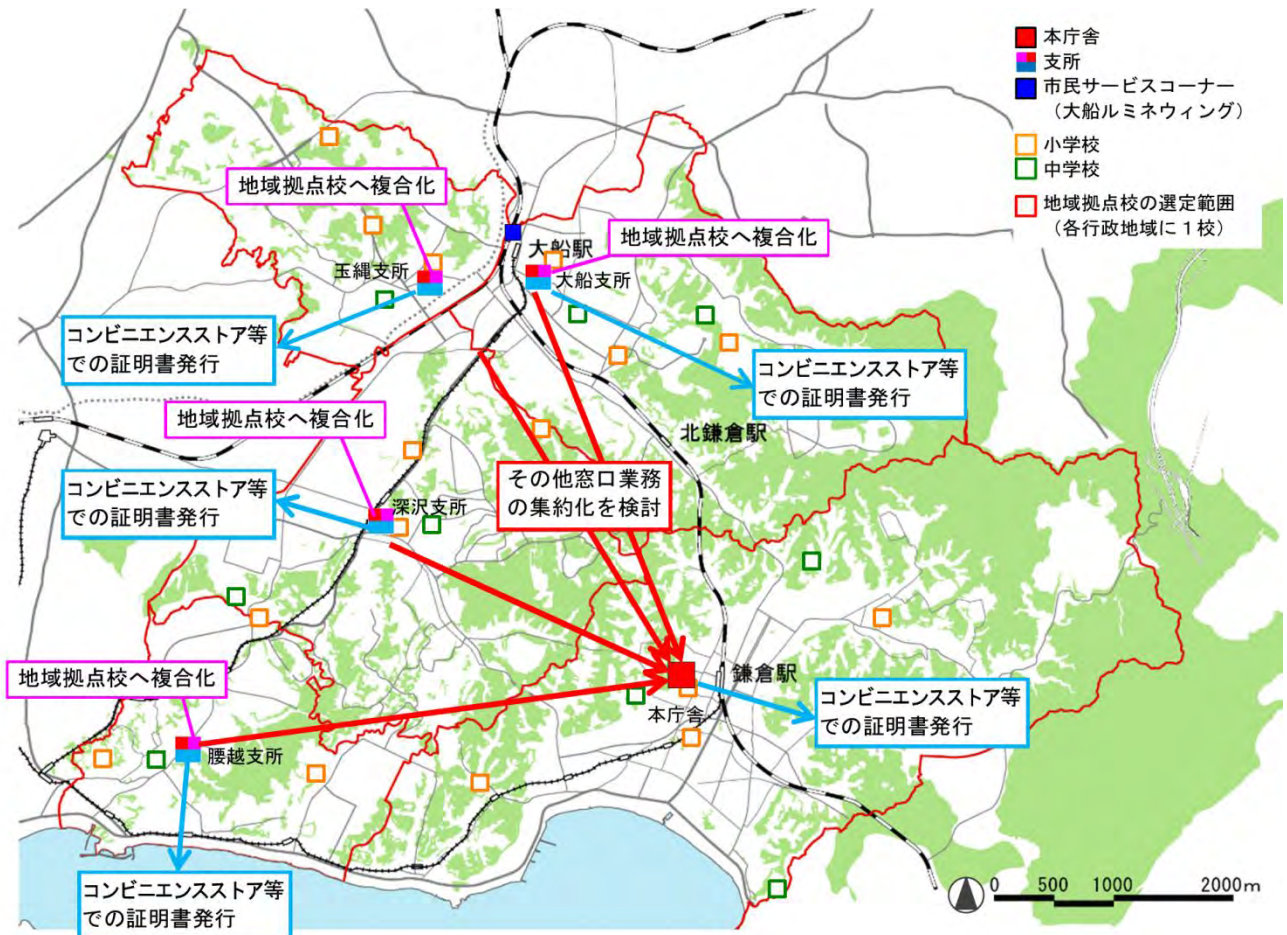 本庁舎
支所
市民サービスコーナー
（大船ルミネウィング）
小学校
中学校
地域拠点校の選定範囲
（各行政地域に１校）
地域拠点校へ複合化
大船駅
地域拠点校へ複合化
玉縄支所
大船支所
コンビニエンスストア等
での証明書発行
コンビニエンスストア等
での証明書発行
地域拠点校へ複合化
北鎌倉駅
コンビニエンスストア等
での証明書発行
その他窓口業務
の集約化を検討
深沢支所
地域拠点校へ複合化
鎌倉駅
コンビニエンスストア等
での証明書発行
本庁舎
腰越支所
コンビニエンスストア等
での証明書発行
0 500 1000 2000m